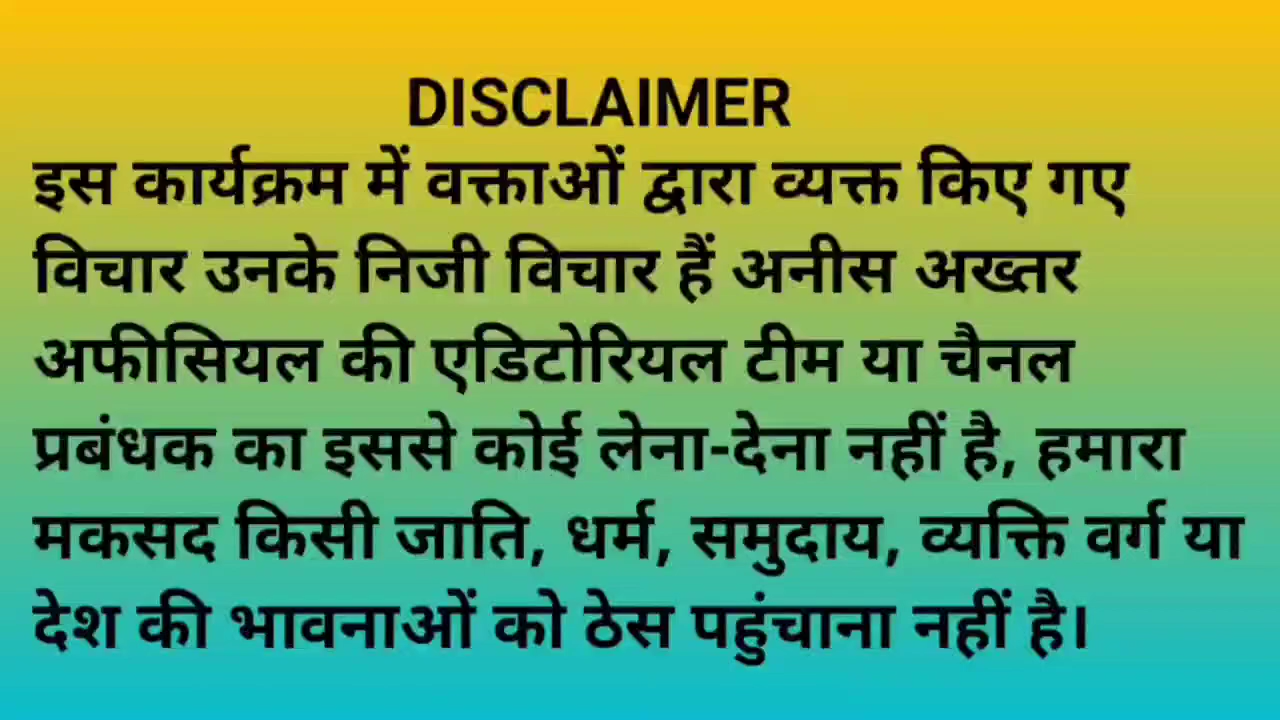 DISCLAIMER
इस कार्यक्रम में वक्ताओं द्वारा व्यक्त किए गए
विचार उनके निजी विचार हैं अनीस अख्तर
अफीसियल की एडिटोरियल टीम या चैनल
प्रबंधक का इससे कोई लेना-देना नहीं है, हमारा
मकसद किसी जाति, धर्म, समुदाय, व्यक्ति वर्ग या
देश की भावनाओं को ठेस पहुंचाना नहीं है।